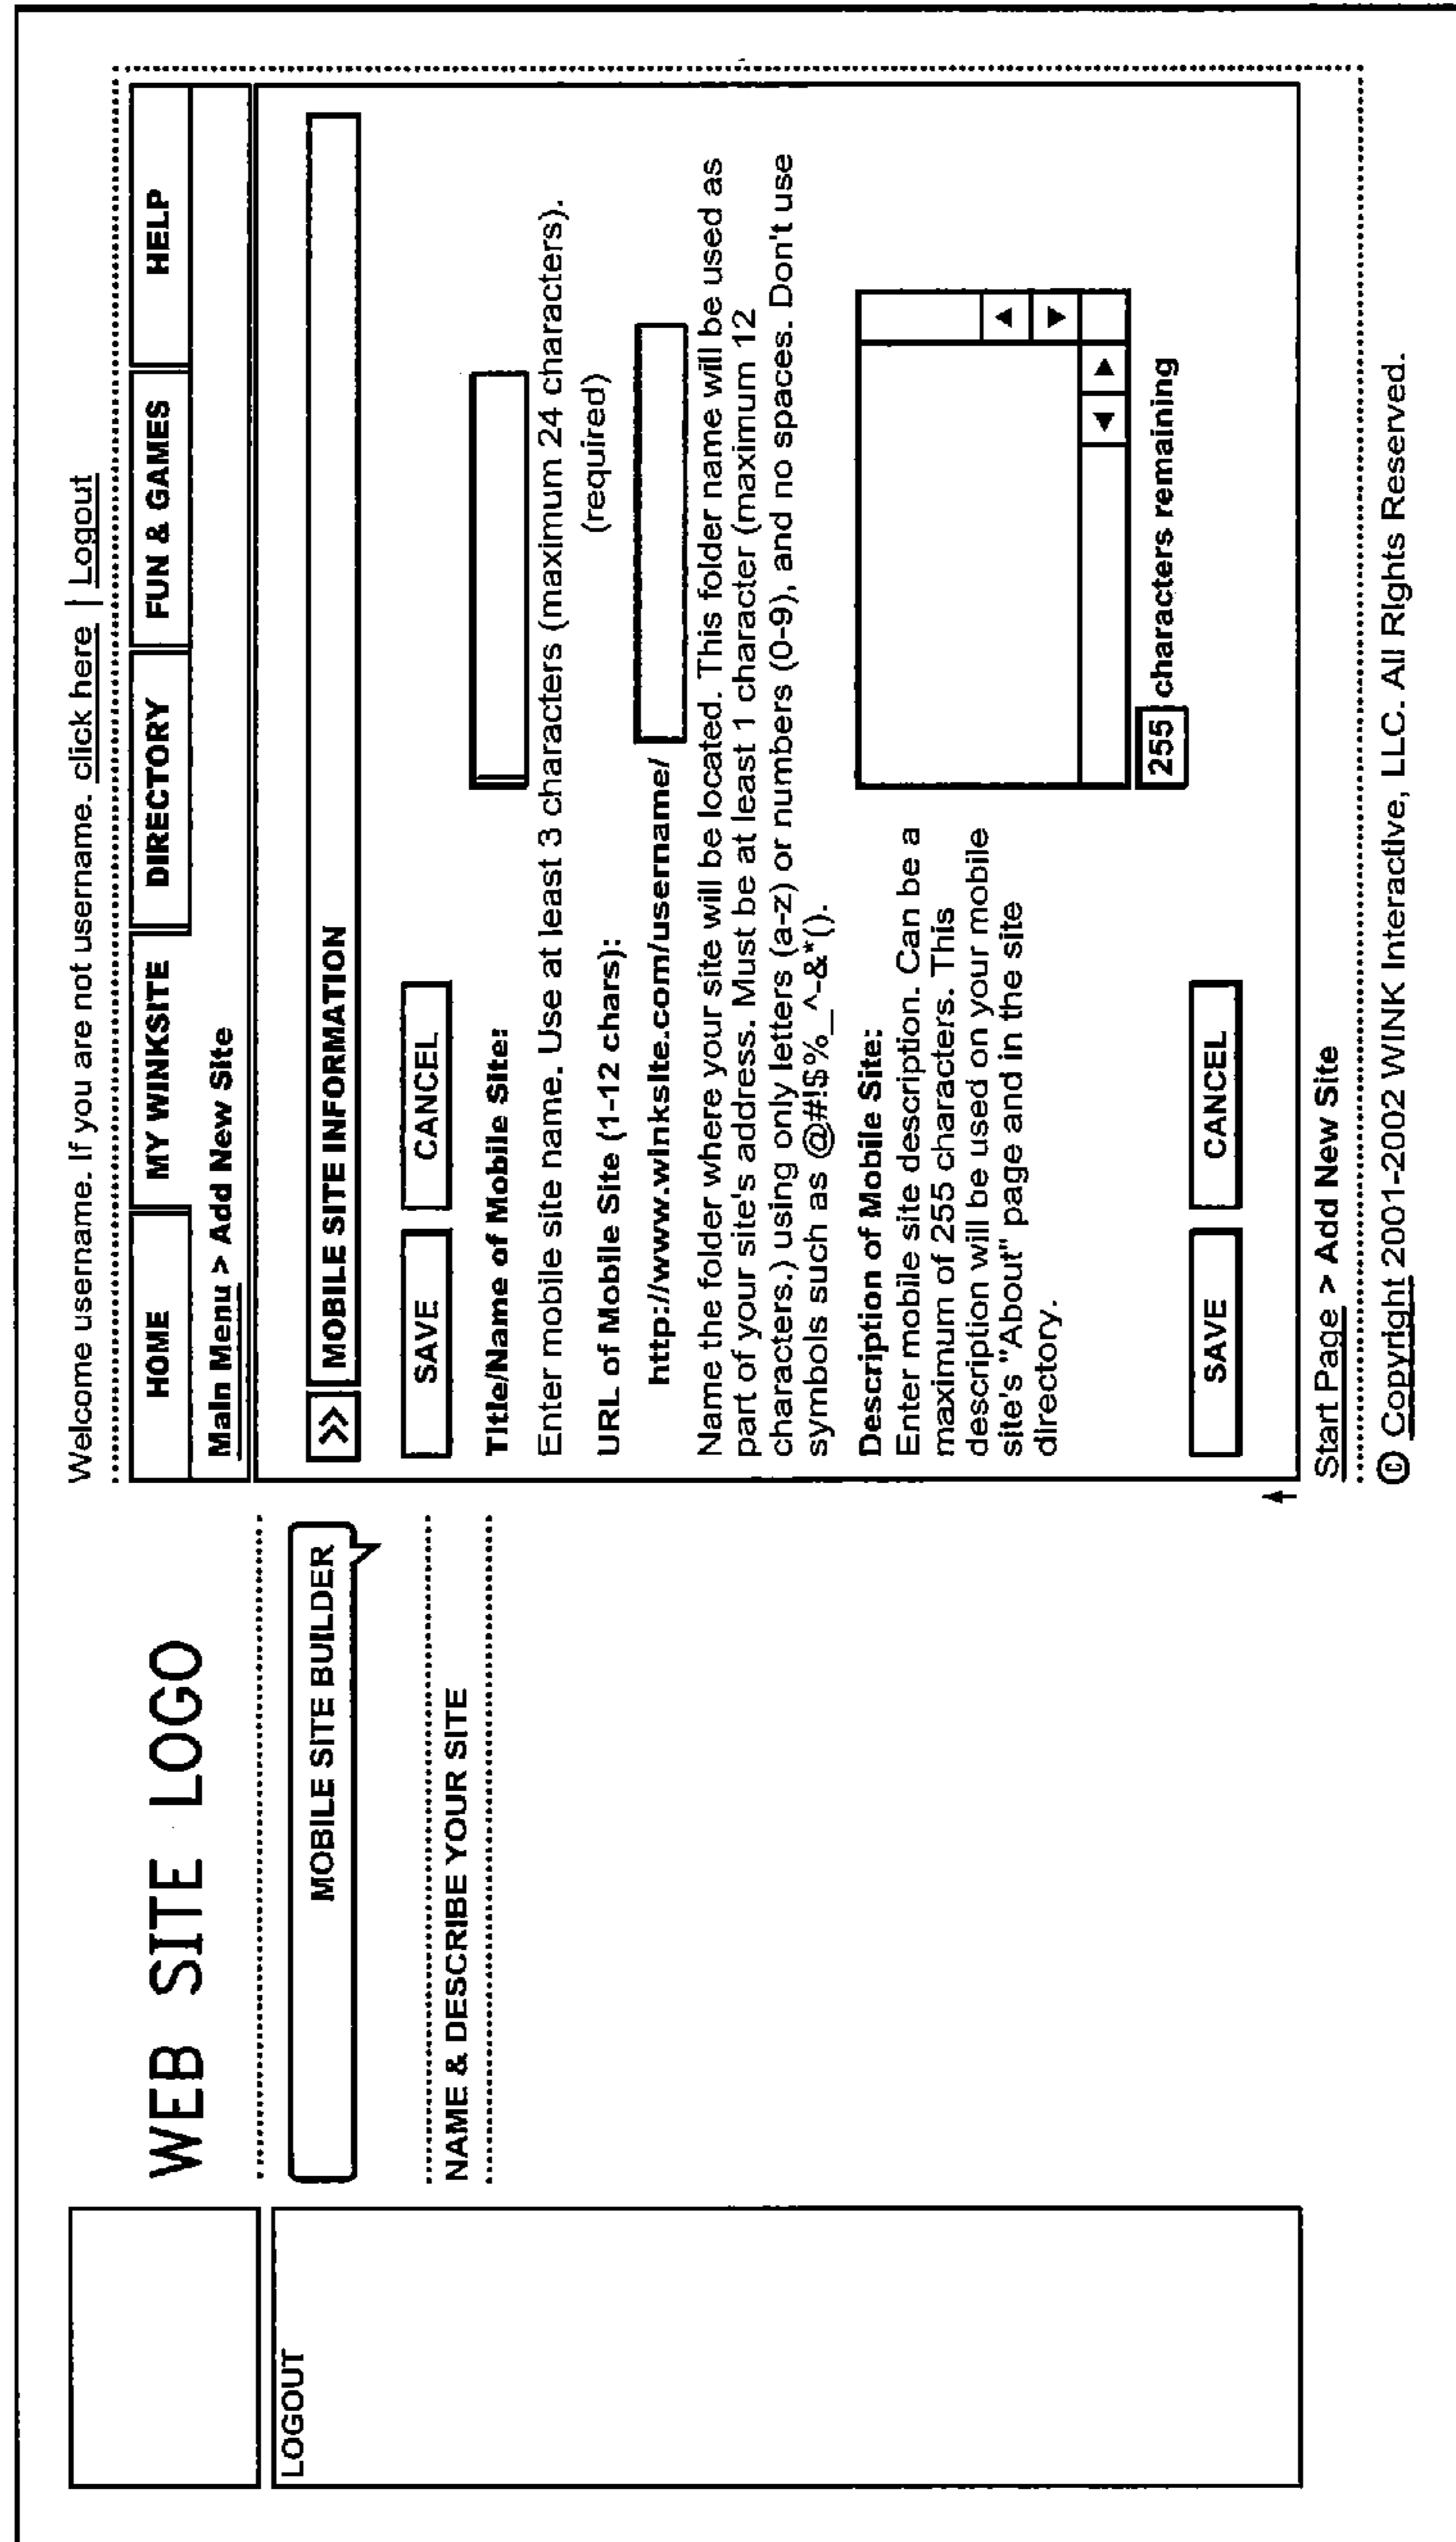 Welcome username. If you are not username. click here | Logout
WEB SITE LOGO
HOME MY WINKSITE DIRECTORY FUN & GAMES HELP
Main Menu > Add New Site
LOGOUT
MOBILE SITE BUILDER
NAME & DESCRIBE YOUR SITE
>> MOBILE SITE INFORMATION
SAVE CANCEL
Title/Name of Mobile Site:
Enter mobile site name. Use at least 3 characters (maximum 24 characters).
(required)
URL of Mobile Site (1-12 chars):
http://www.winksite.com/username/
Name the folder where your site will be located. This folder name will be used as
part of your site's address. Must be at least 1 character (maximum 12
characters.) using only letters (a-z) or numbers (0-9), and no spaces. Don't use
symbols such as @#!$%_^-&*().
Description of Mobile Site:
Enter mobile site description. Can be a
maximum of 255 characters. This
description will be used on your mobile
site's "About" page and in the site
directory.
255 characters remaining
SAVE CANCEL
Start Page > Add New Site
© Copyright 2001-2002 WINK Interactive, LLC. All Rights Reserved.